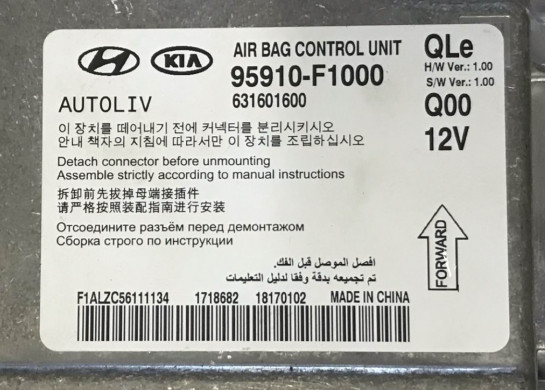 KIA
AIR BAG CONTROL UNIT
95910-F1000
631601600
QLe
H/W Ver.: 1.00
S/W Ver.: 1.00
Q00
12V
AUTOLIV
이 장치를 떼어내기 전에 커넥터를 분리시키시오
안내 책자의 지침에 따라서만 이 장치를 조립하십시오
Detach connector before unmounting
Assemble strictly according to manual instructions
拆卸前先拔掉母端接插件
请严格按照装配指南进行安装
Отсоедините разъём перед демонтажом
Сборка строго по инструкции
افصل الموصل قبل الفك.
تم تجميعه بدقة وفقا لدليل التعليمات
FORWARD
F1ALZC56111134 1718682 18170102 MADE IN CHINA